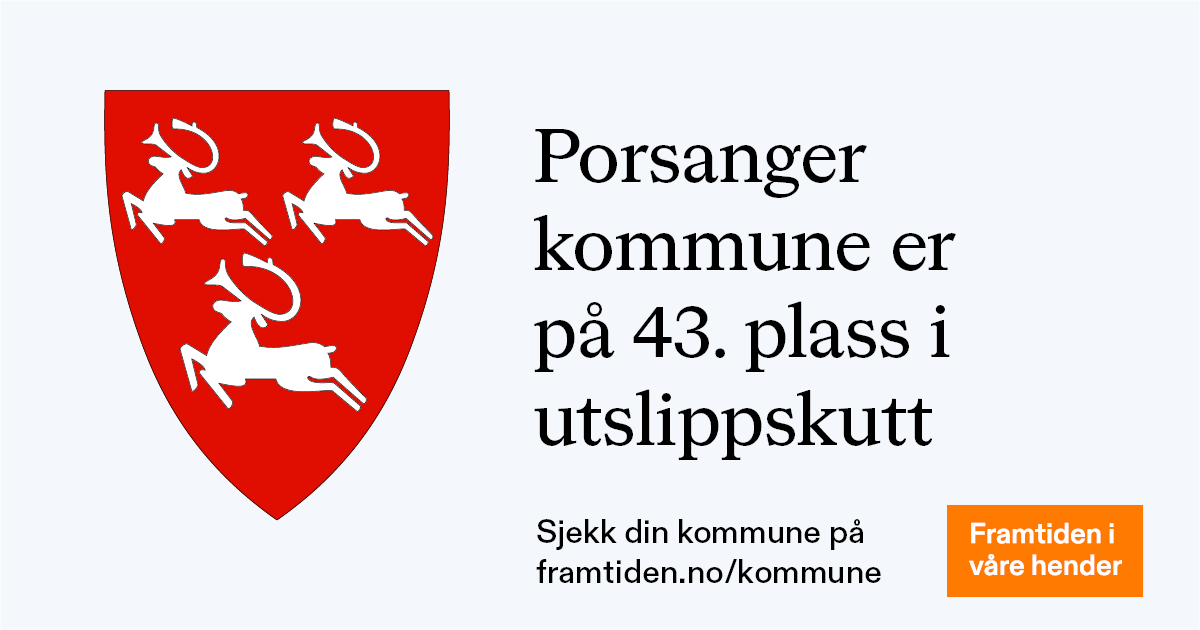 Porsanger
kommune er
på 43. plass i
utslippskutt
Sjekk din kommune på
framtiden.no/kommune
Framtiden i
våre hender